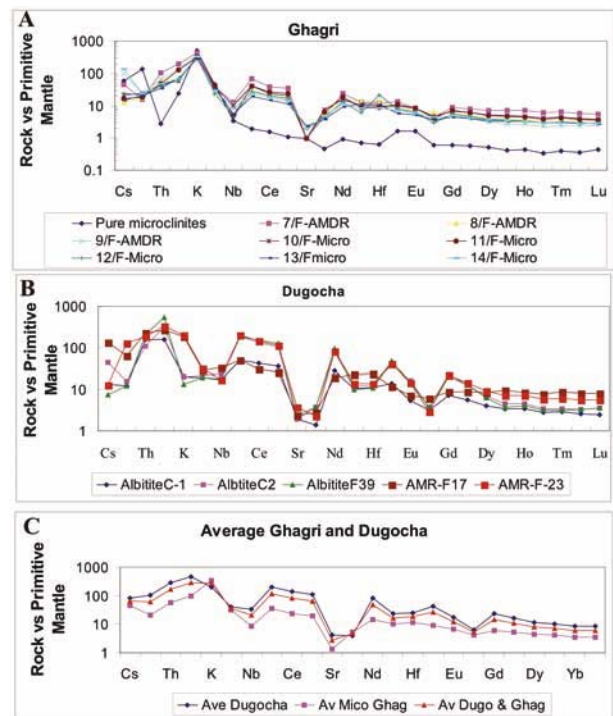 A
Ghagri
Rock vs Primitive
Mantle
1000
100
10
1
0.1
Cs Th K Nb Ce Sr Nd Hf Eu Gd Dy Ho Tm Lu
Pure microclinites 7/F-AMDR 8/F-AMDR
9/F-AMDR 10/F-Micro 11/F-Micro
12/F-Micro 13/Fmicro 14/F-Micro
B
Dugocha
Rock vs Primitive
Mantle
1000
100
10
1
Cs Th K Nb Ce Sr Nd Hf Eu Gd Dy Ho Tm Lu
AlbititeC-1 AlbtiteC2 AlbititeF39 AMR-F17 AMR-F-23
C
Average Ghagri and Dugocha
Rock vs Primitive
Mantle
1000
100
10
1
Cs Th K Nb Ce Sr Nd Hf Eu Gd Dy Yb
Ave Dugocha Av Mico Ghag Av Dugo & Ghag